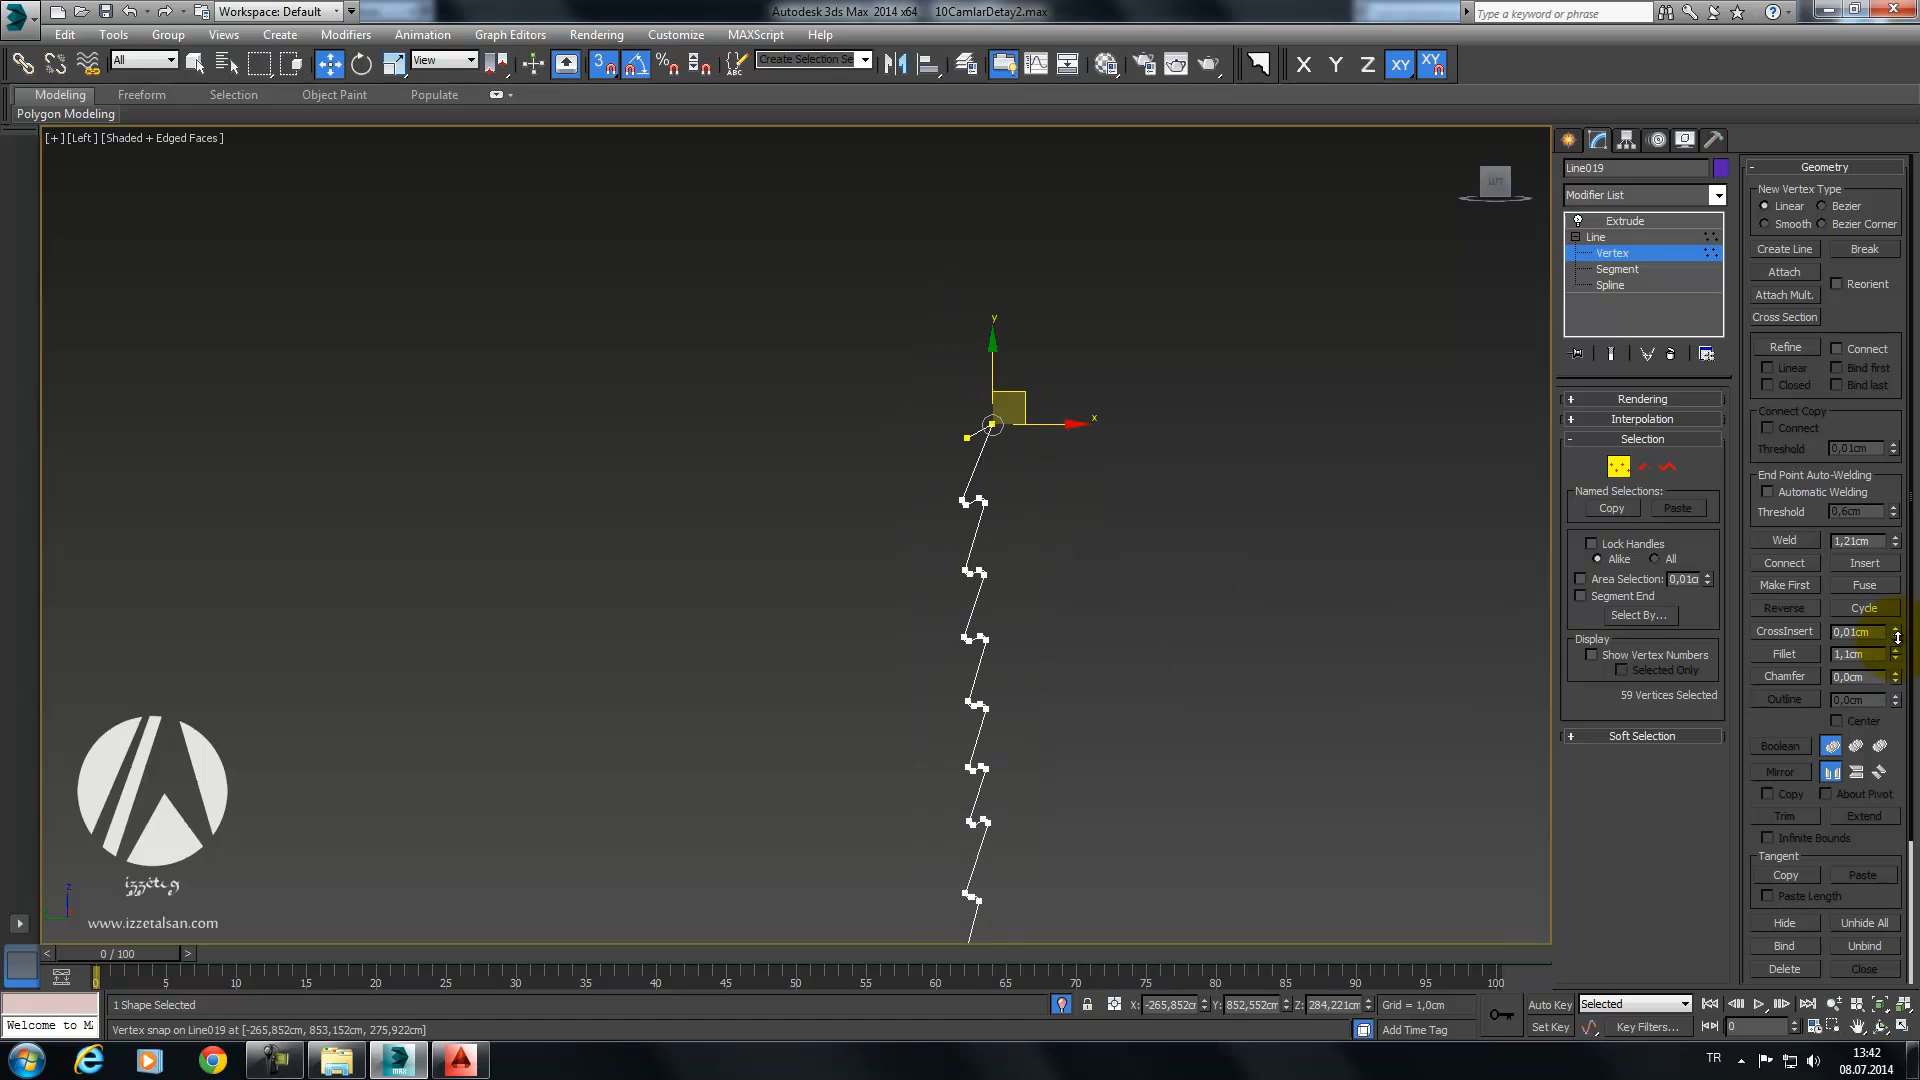 Workspace: Default
Autodesk 3ds Max 2014 x64
10CamlarDetay2.max
Type a keyword or phrase
Edit
Tools
Group
Views
Create
Modifiers
Animation
Graph Editors
Rendering
Customize
MAXScript
Help
All
View
3
Create Selection Se
X
Y
Z
XY
XY
Modeling
Freeform
Selection
Object Paint
Populate
Polygon Modeling
[+][Left][Shaded + Edged Faces]
LEFT
y
x
Line019
Modifier List
Extrude
Line
Vertex
Segment
Spline
Rendering
Interpolation
Selection
Named Selections:
Copy
Paste
Lock Handles
Alike
All
Area Selection:
0,01c
Segment End
Select By...
Display
Show Vertex Numbers
Selected Only
59 Vertices Selected
Soft Selection
Geometry
New Vertex Type
Linear
Bezier
Smooth
Bezier Corner
Create Line
Break
Attach
Reorient
Attach Mult.
Cross Section
Refine
Connect
Linear
Bind first
Closed
Bind last
Connect Copy
Connect
Threshold
0,01cm
End Point Auto-Welding
Automatic Welding
Threshold
0,6cm
Weld
1,21cm
Connect
Insert
Make First
Fuse
Reverse
Cycle
CrossInsert
0,01cm
Fillet
1,1cm
Chamfer
0,0cm
Outline
0,0cm
Center
Boolean
Mirror
Copy
About Pivot
Trim
Extend
Infinite Bounds
Tangent
Copy
Paste
Paste Length
Hide
Unhide All
Bind
Unbind
Delete
Close
www.izzetalsan.com
z
0 / 100
0
5
10
15
20
25
30
35
40
45
50
55
60
65
70
75
80
85
90
95
100
1 Shape Selected
X:
-265,852cr
Y:
852,552cm
Z:
284,221cm
Grid = 1,0cm
Auto Key
Selected
Welcome to M
Vertex snap on Line019 at [-265,852cm, 853,152cm, 275,922cm]
Add Time Tag
Set Key
Key Filters...
0
MAX
TR
13:42
08.07.2014